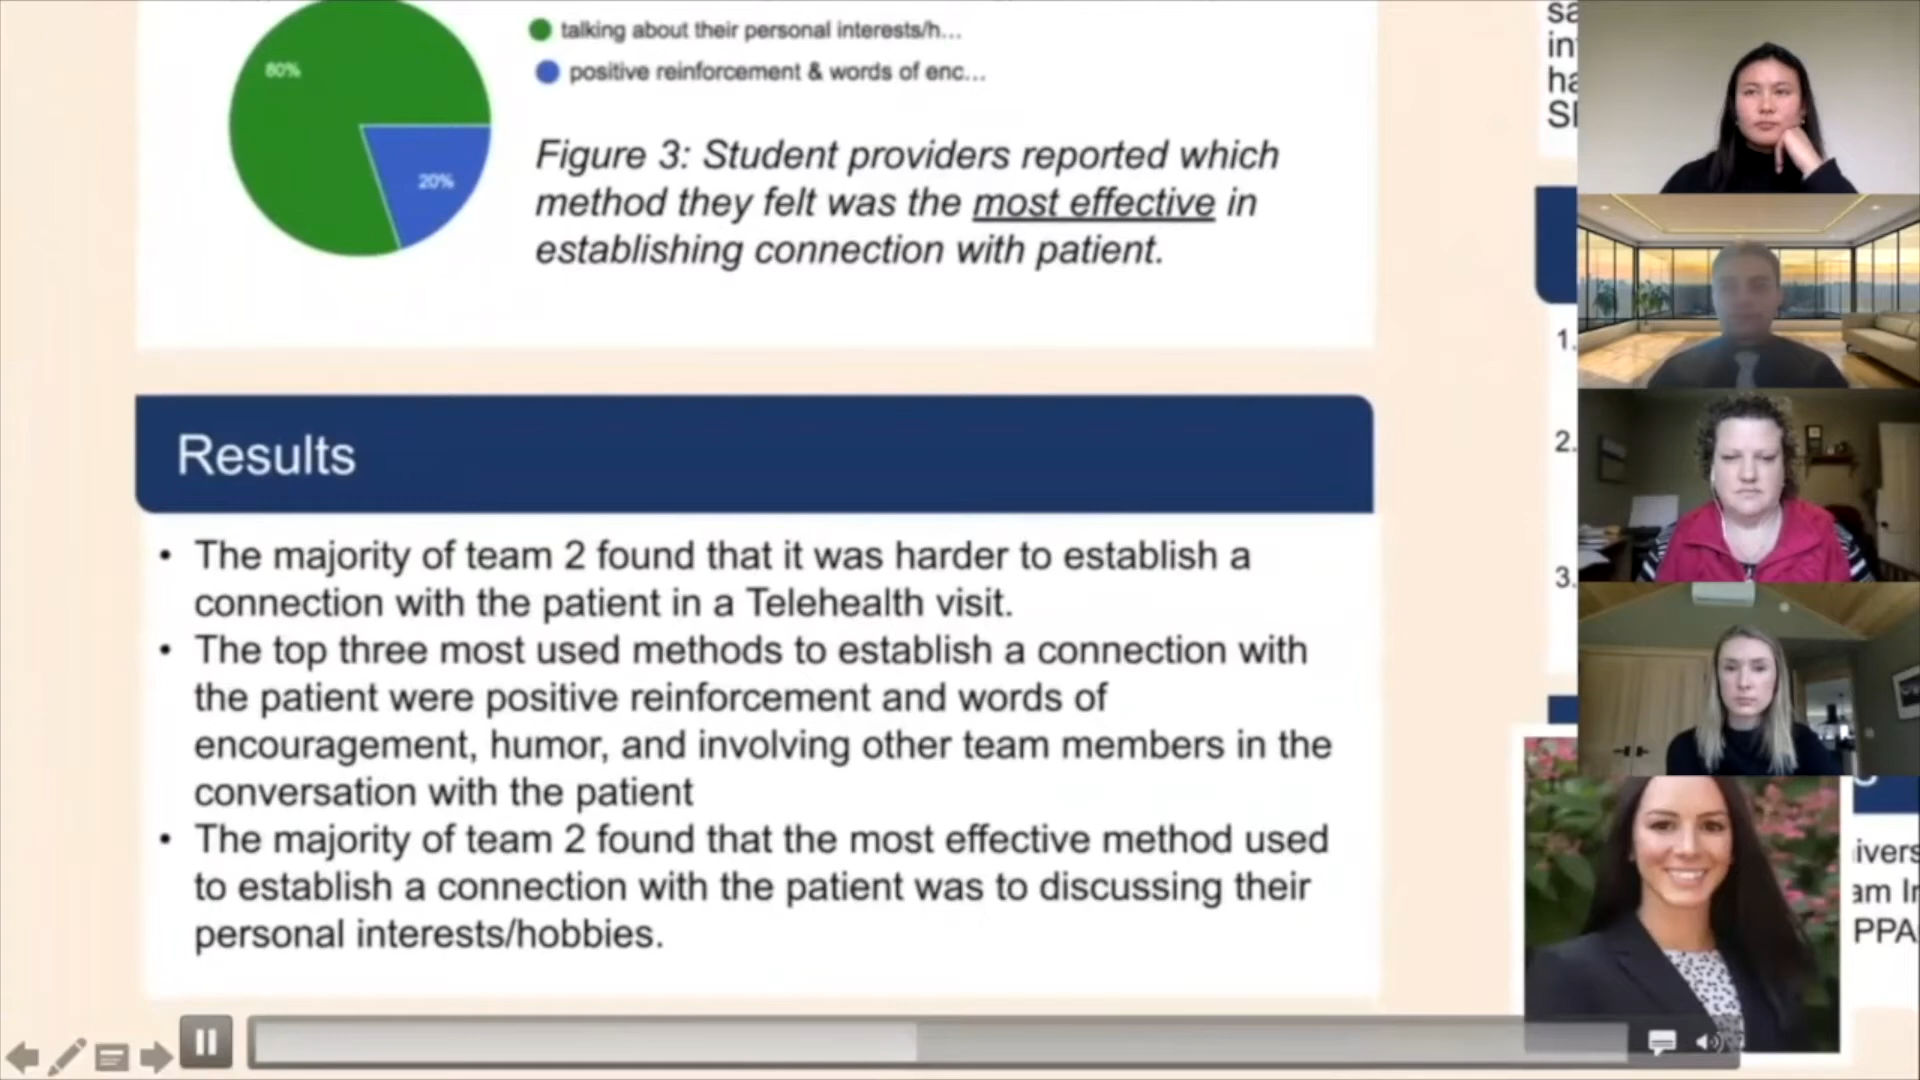 talking about their personal interests/h...
80%
positive reinforcement & words of enc...
20%
Figure 3: Student providers reported which
method they felt was the most effective in
establishing connection with patient.
Results
• The majority of team 2 found that it was harder to establish a
connection with the patient in a Telehealth visit.
• The top three most used methods to establish a connection with
the patient were positive reinforcement and words of
encouragement, humor, and involving other team members in the
conversation with the patient
• The majority of team 2 found that the most effective method used
to establish a connection with the patient was to discussing their
personal interests/hobbies.
1.
2.
3.
am
PPA